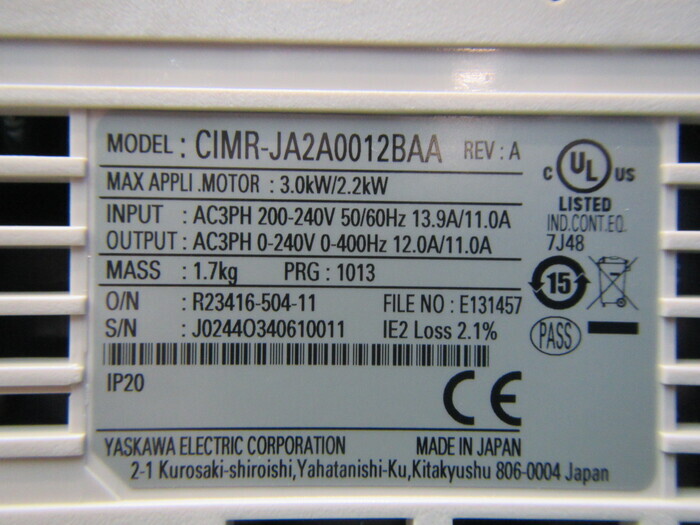 MODEL : CIMR-JA2A0012BAA REV : A
MAX APPLI .MOTOR : 3.0kW/2.2kW
INPUT : AC3PH 200-240V 50/60Hz 13.9A/11.0A
OUTPUT : AC3PH 0-240V 0-400Hz 12.0A/11.0A
MASS : 1.7kg PRG : 1013
O/N : R23416-504-11 FILE NO : E131457
S/N : J0244O340610011 IE2 Loss 2.1%
IP20
CE
YASKAWA ELECTRIC CORPORATION MADE IN JAPAN
2-1 Kurosaki-shiroishi,Yahatanishi-Ku,Kitakyushu 806-0004 Japan
C UL US
LISTED
IND.CONT.EQ.
7J48
15
PASS